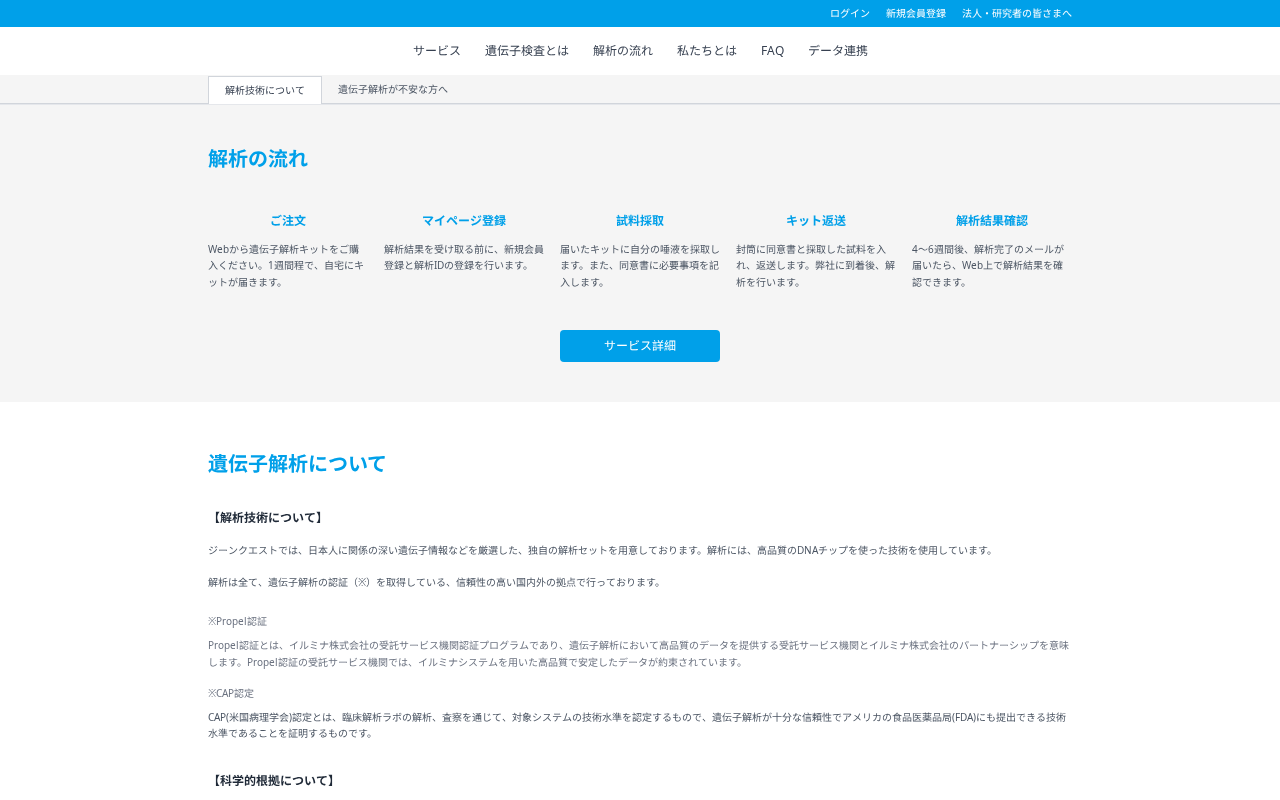 ログイン 新規会員登録 法人・研究者の皆さまへ
サービス 遺伝子検査とは 解析の流れ 私たちとは FAQ データ連携
解析技術について 遺伝子解析が不安な方へ
解析の流れ
ご注文
Webから遺伝子解析キットをご購
入ください。1週間程で、自宅にキ
ットが届きます。
マイページ登録
解析結果を受け取る前に、新規会員
登録と解析IDの登録を行います。
試料採取
届いたキットに自分の唾液を採取し
ます。また、同意書に必要事項を記
入します。
キット返送
封筒に同意書と採取した試料を入
れ、返送します。弊社に到着後、解
析を行います。
解析結果確認
4〜6週間後、解析完了のメールが
届いたら、Web上で解析結果を確
認できます。
サービス詳細
遺伝子解析について
【解析技術について】
ジーンクエストでは、日本人に関係の深い遺伝子情報などを厳選した、独自の解析セットを用意しております。解析には、高品質のDNAチップを使った技術を使用しています。
解析は全て、遺伝子解析の認証（※）を取得している、信頼性の高い国内外の拠点で行っております。
※Propel認証
Propel認証とは、イルミナ株式会社の受託サービス機関認証プログラムであり、遺伝子解析において高品質のデータを提供する受託サービス機関とイルミナ株式会社のパートナーシップを意味
します。Propel認証の受託サービス機関では、イルミナシステムを用いた高品質で安定したデータが約束されています。
※CAP認定
CAP(米国病理学会)認定とは、臨床解析ラボの解析、査察を通じて、対象システムの技術水準を認定するもので、遺伝子解析が十分な信頼性でアメリカの食品医薬品局(FDA)にも提出できる技術
水準であることを証明するものです。
【科学的根拠について】